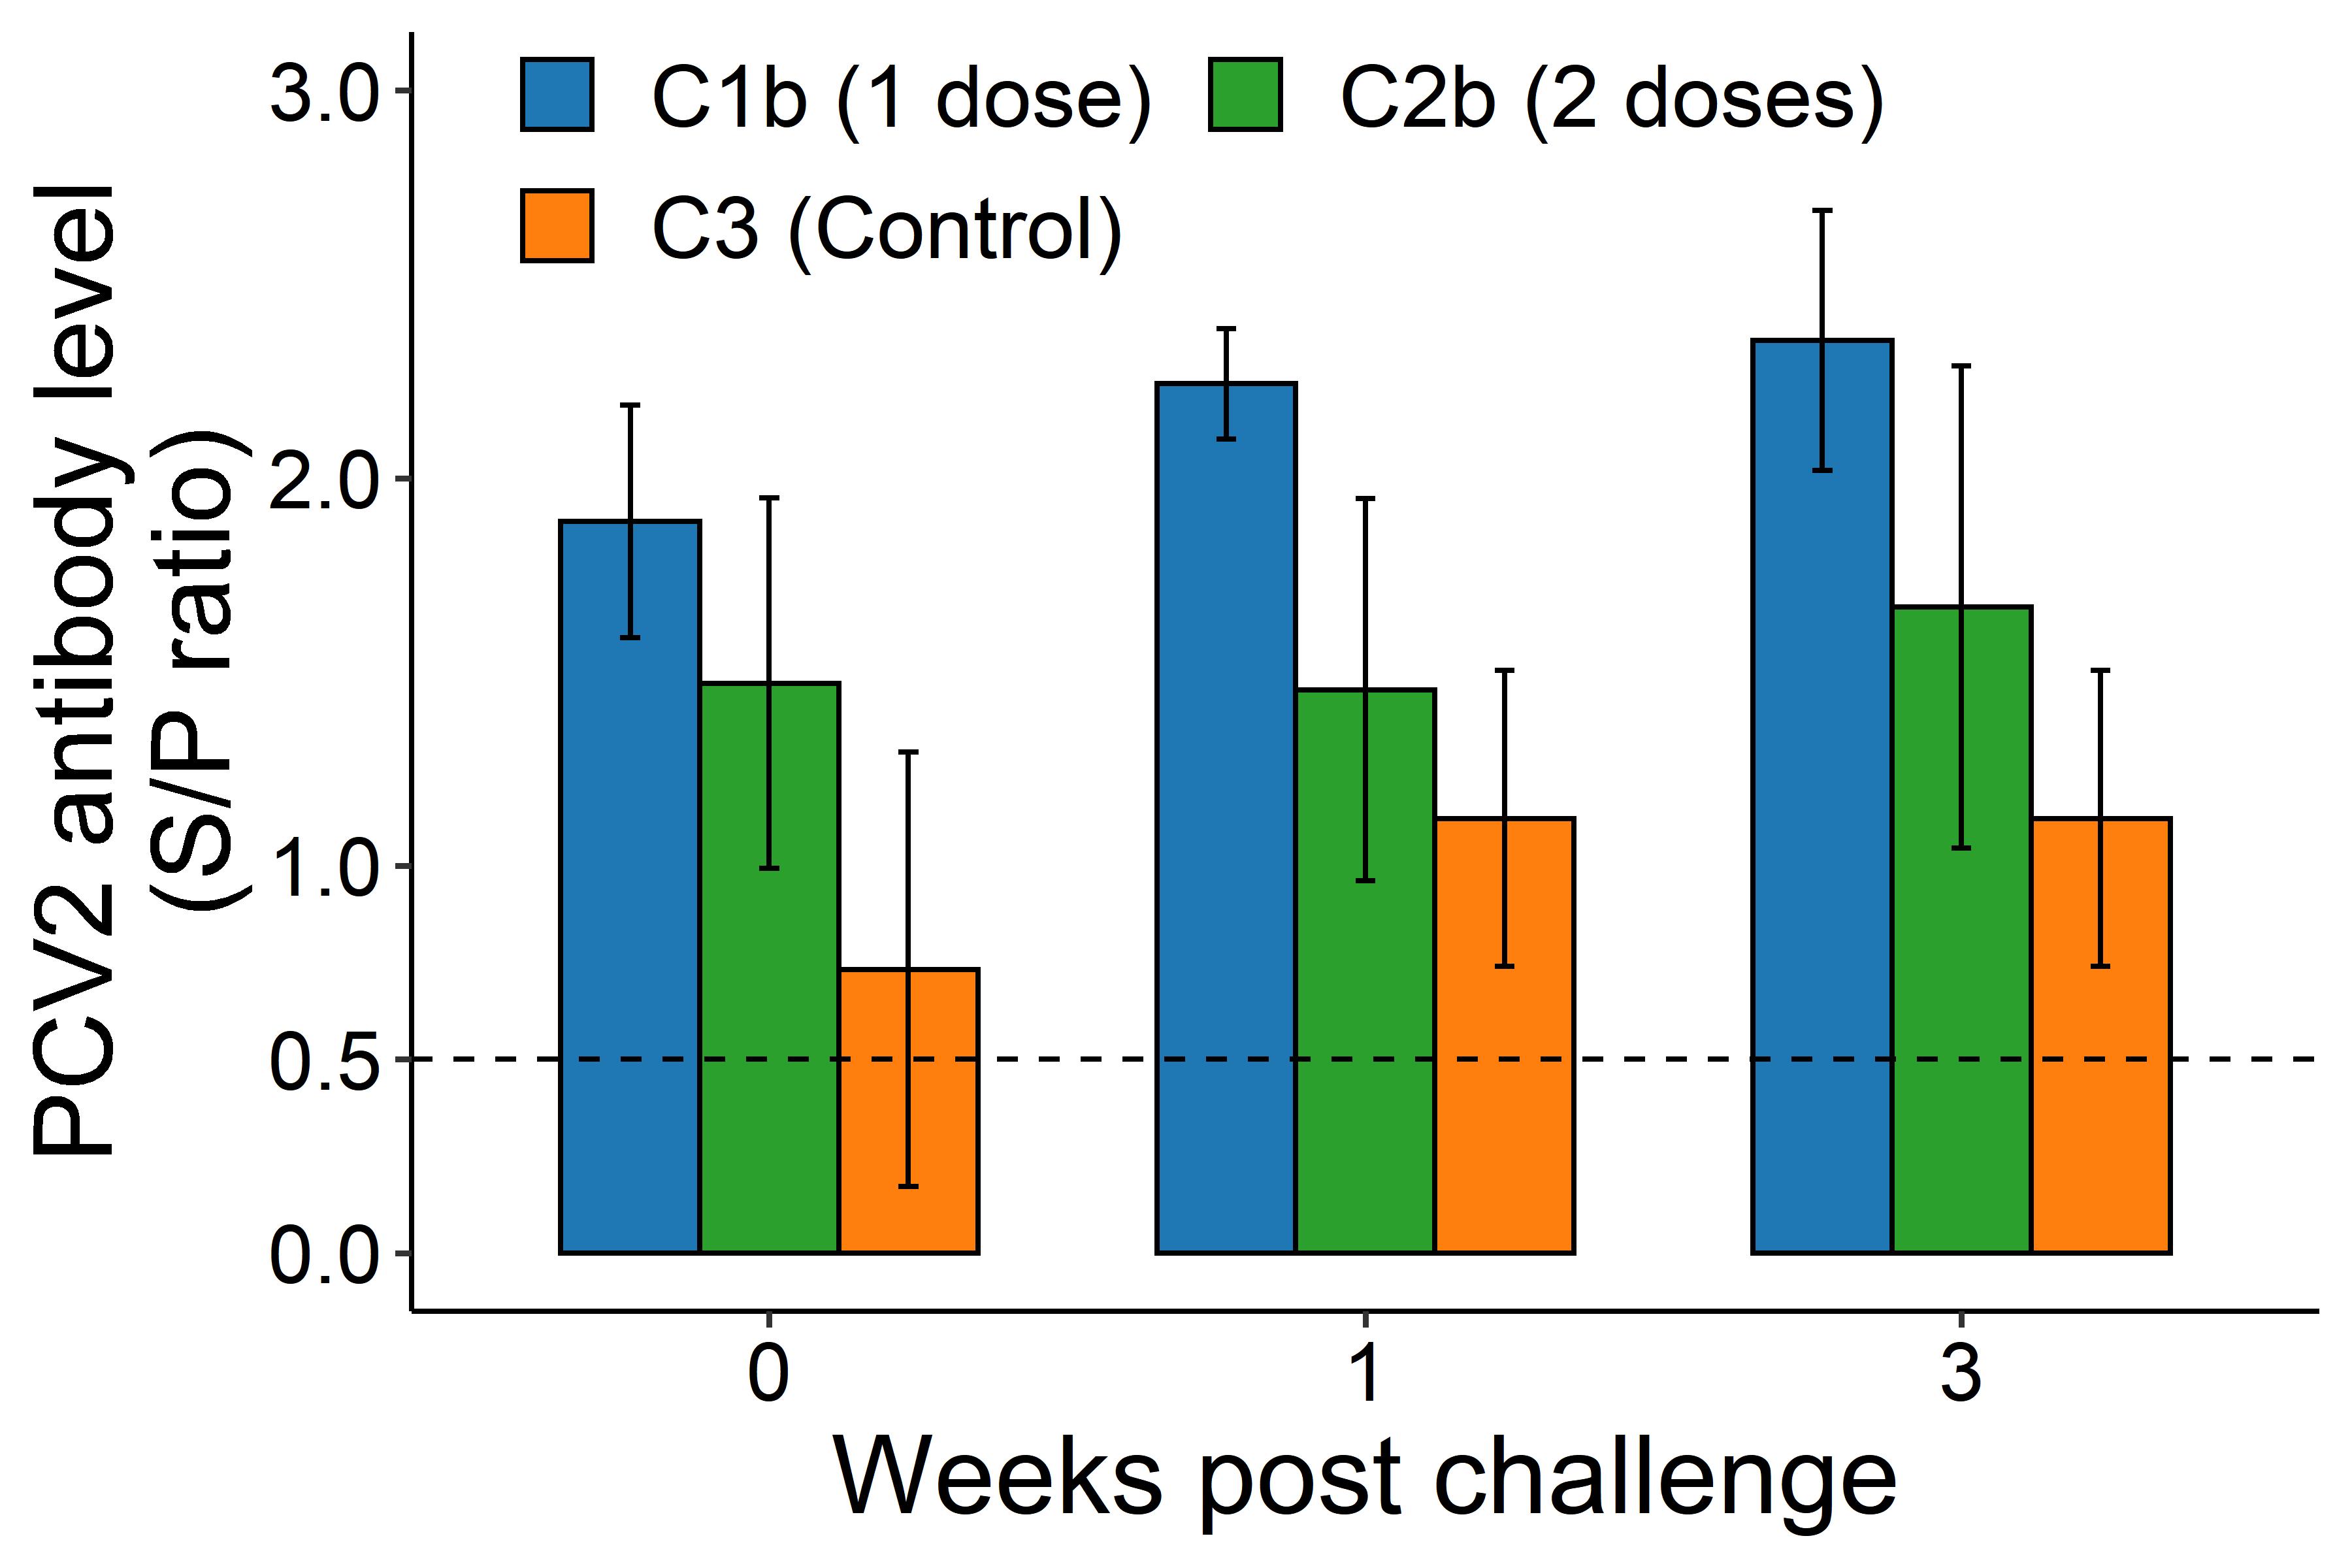 C1b (1 dose)
C2b (2 doses)
C3 (Control)
PCV2 antibody level
(S/P ratio)
3.0
2.0
1.0
0.5
0.0
0
1
3
Weeks post challenge